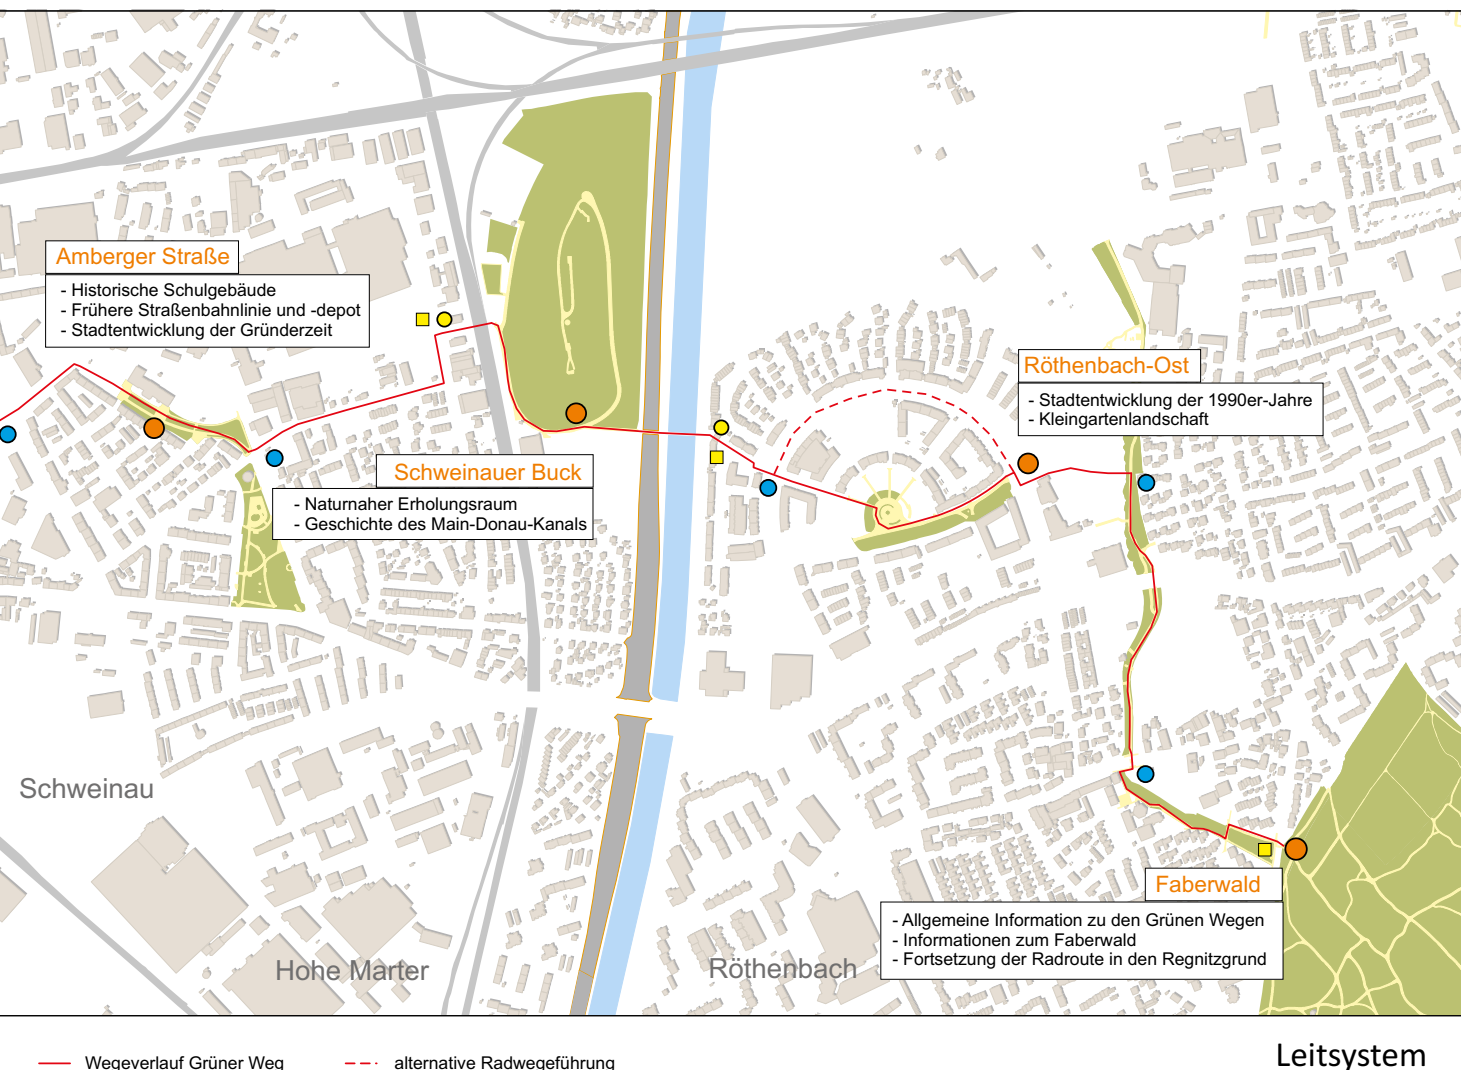 Amberger Straße
- Historische Schulgebäude
- Frühere Straßenbahnlinie und -depot
- Stadtentwicklung der Gründerzeit
Röthenbach-Ost
- Stadtentwicklung der 1990er-Jahre
- Kleingartenlandschaft
Schweinauer Buck
- Naturnaher Erholungsraum
- Geschichte des Main-Donau-Kanals
Schweinau
Faberwald
- Allgemeine Information zu den Grünen Wegen
- Informationen zum Faberwald
- Fortsetzung der Radroute in den Regnitzgrund
Hohe Marter
Röthenbach
Wegeverlauf Grüner Weg
alternative Radwegeführung
Leitsystem